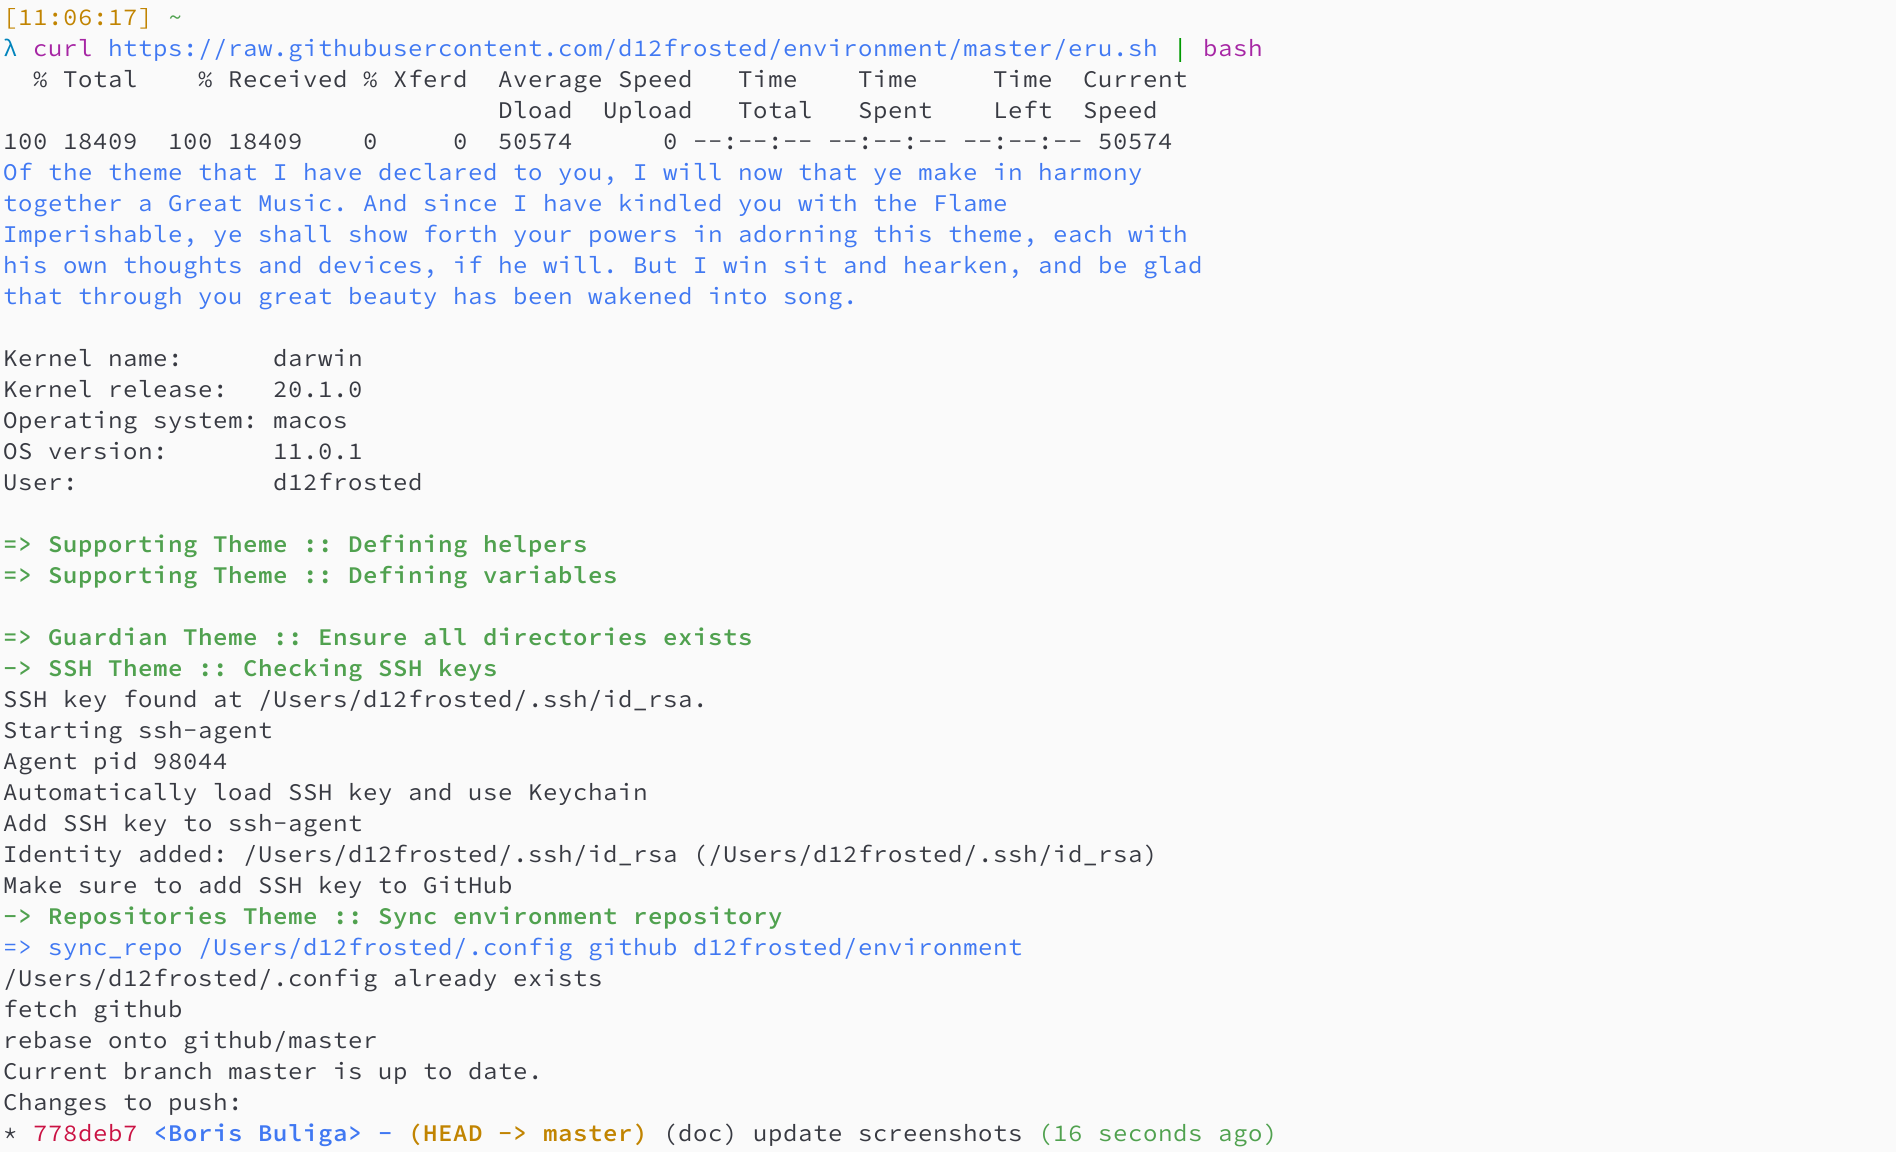 [11:06:17] ~
λ curl https://raw.githubusercontent.com/d12frosted/environment/master/eru.sh | bash
  % Total    % Received % Xferd  Average Speed   Time    Time     Time  Current
                                 Dload  Upload   Total   Spent    Left  Speed
100 18409  100 18409    0     0  50574      0 --:--:-- --:--:-- --:--:-- 50574
Of the theme that I have declared to you, I will now that ye make in harmony
together a Great Music. And since I have kindled you with the Flame
Imperishable, ye shall show forth your powers in adorning this theme, each with
his own thoughts and devices, if he will. But I win sit and hearken, and be glad
that through you great beauty has been wakened into song.

Kernel name:      darwin
Kernel release:   20.1.0
Operating system: macos
OS version:       11.0.1
User:             d12frosted

=> Supporting Theme :: Defining helpers
=> Supporting Theme :: Defining variables

=> Guardian Theme :: Ensure all directories exists
-> SSH Theme :: Checking SSH keys
SSH key found at /Users/d12frosted/.ssh/id_rsa.
Starting ssh-agent
Agent pid 98044
Automatically load SSH key and use Keychain
Add SSH key to ssh-agent
Identity added: /Users/d12frosted/.ssh/id_rsa (/Users/d12frosted/.ssh/id_rsa)
Make sure to add SSH key to GitHub
-> Repositories Theme :: Sync environment repository
=> sync_repo /Users/d12frosted/.config github d12frosted/environment
/Users/d12frosted/.config already exists
fetch github
rebase onto github/master
Current branch master is up to date.
Changes to push:
* 778deb7 <Boris Buliga> - (HEAD -> master) (doc) update screenshots (16 seconds ago)